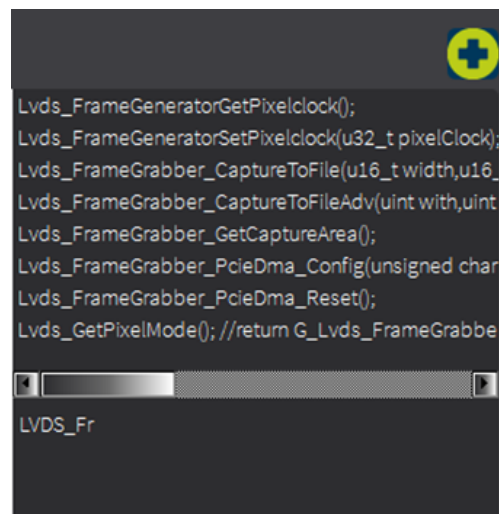 Lvds_FrameGeneratorGetPixelclock();
Lvds_FrameGeneratorSetPixelclock(u32_t pixelClock);
Lvds_FrameGrabber_CaptureToFile(u16_t width,u16_
Lvds_FrameGrabber_CaptureToFileAdv(uint with,uint
Lvds_FrameGrabber_GetCaptureArea();
Lvds_FrameGrabber_PcieDma_Config(unsigned char
Lvds_FrameGrabber_PcieDma_Reset();
Lvds_GetPixelMode(); //return G_Lvds_FrameGrabbe
LVDS_Fr